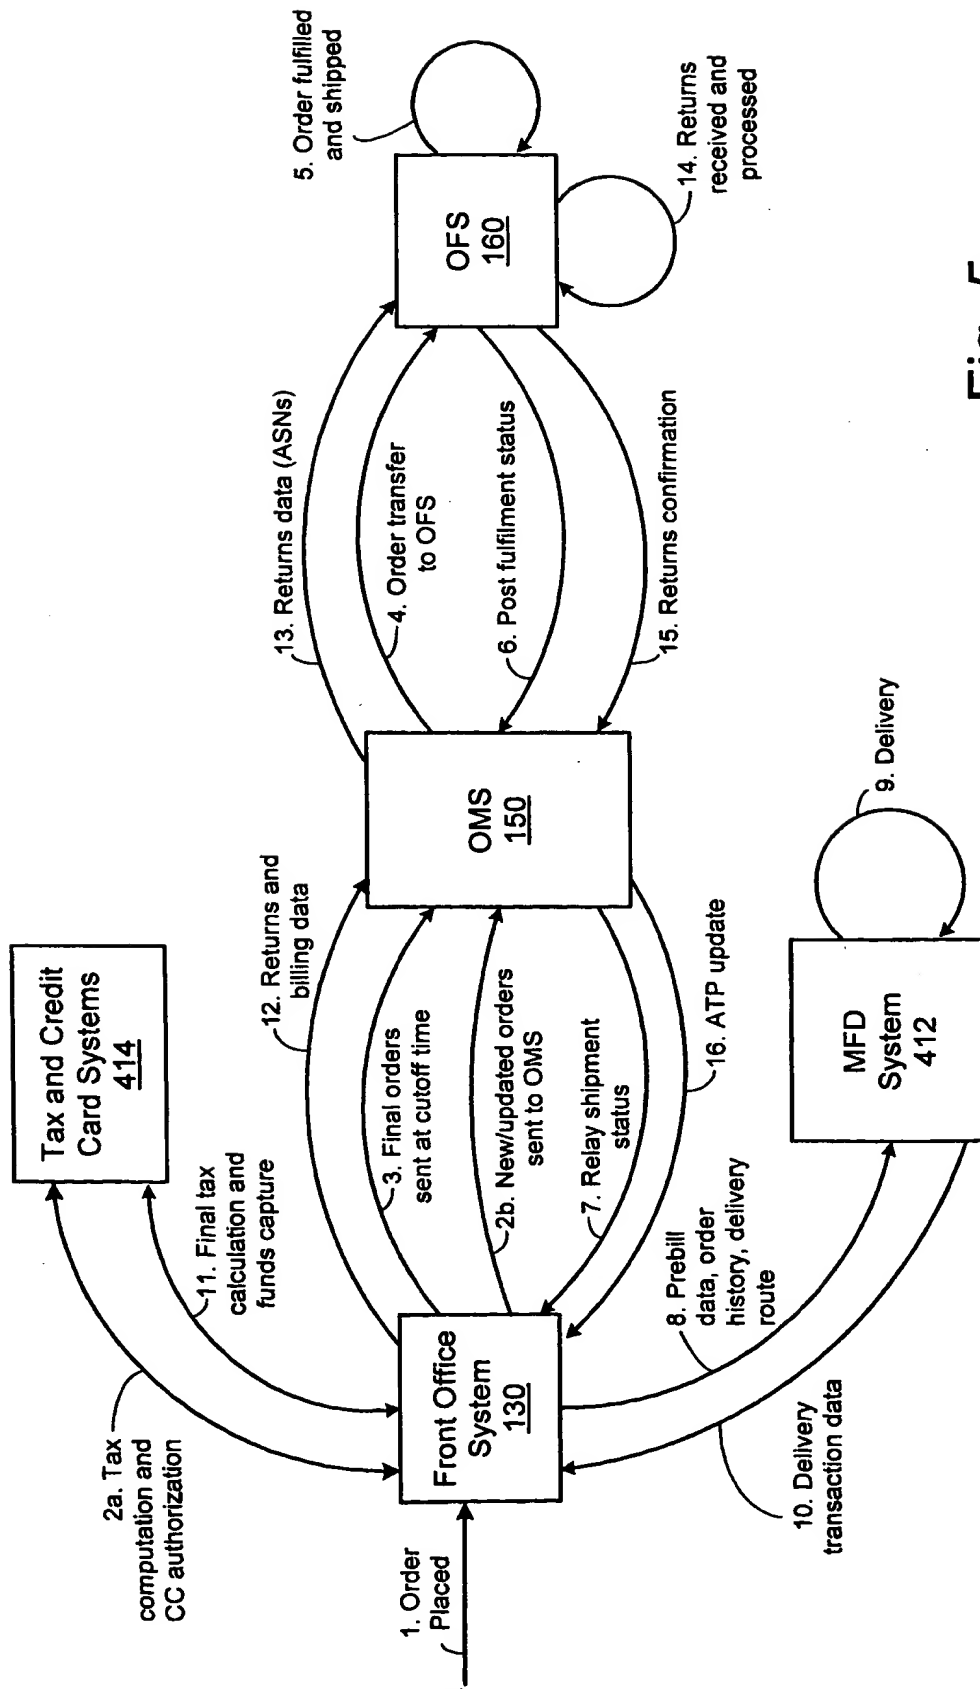 1. Order
Placed
2a. Tax
computation and
CC authorization
11. Final tax
calculation and
funds capture
Tax and Credit
Card Systems
414
Front Office
System
130
12. Returns and
billing data
3. Final orders
sent at cutoff time
2b. New/updated orders
sent to OMS
7. Relay shipment
status
16. ATP update
8. Prebill
data, order
history, delivery
route
10. Delivery
transaction data
MFD
System
412
9. Delivery
OMS
150
13. Returns data (ASNs)
4. Order transfer
to OFS
6. Post fulfilment status
15. Returns confirmation
OFS
160
5. Order fulfilled
and shipped
14. Returns
received and
processed